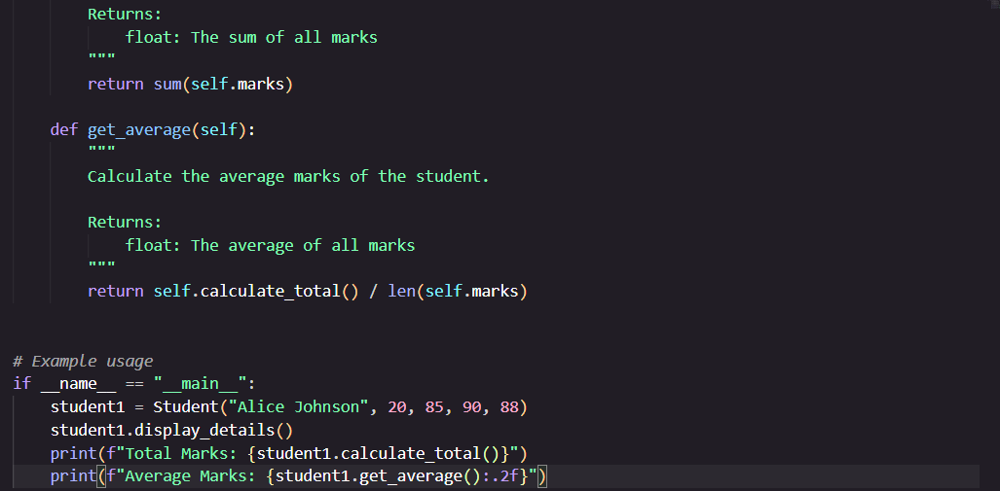 Returns:
            float: The sum of all marks
        """
        return sum(self.marks)

    def get_average(self):
        """
        Calculate the average marks of the student.

        Returns:
            float: The average of all marks
        """
        return self.calculate_total() / len(self.marks)


# Example usage
if __name__ == "__main__":
    student1 = Student("Alice Johnson", 20, 85, 90, 88)
    student1.display_details()
    print(f"Total Marks: {student1.calculate_total()}")
    print(f"Average Marks: {student1.get_average():.2f}")